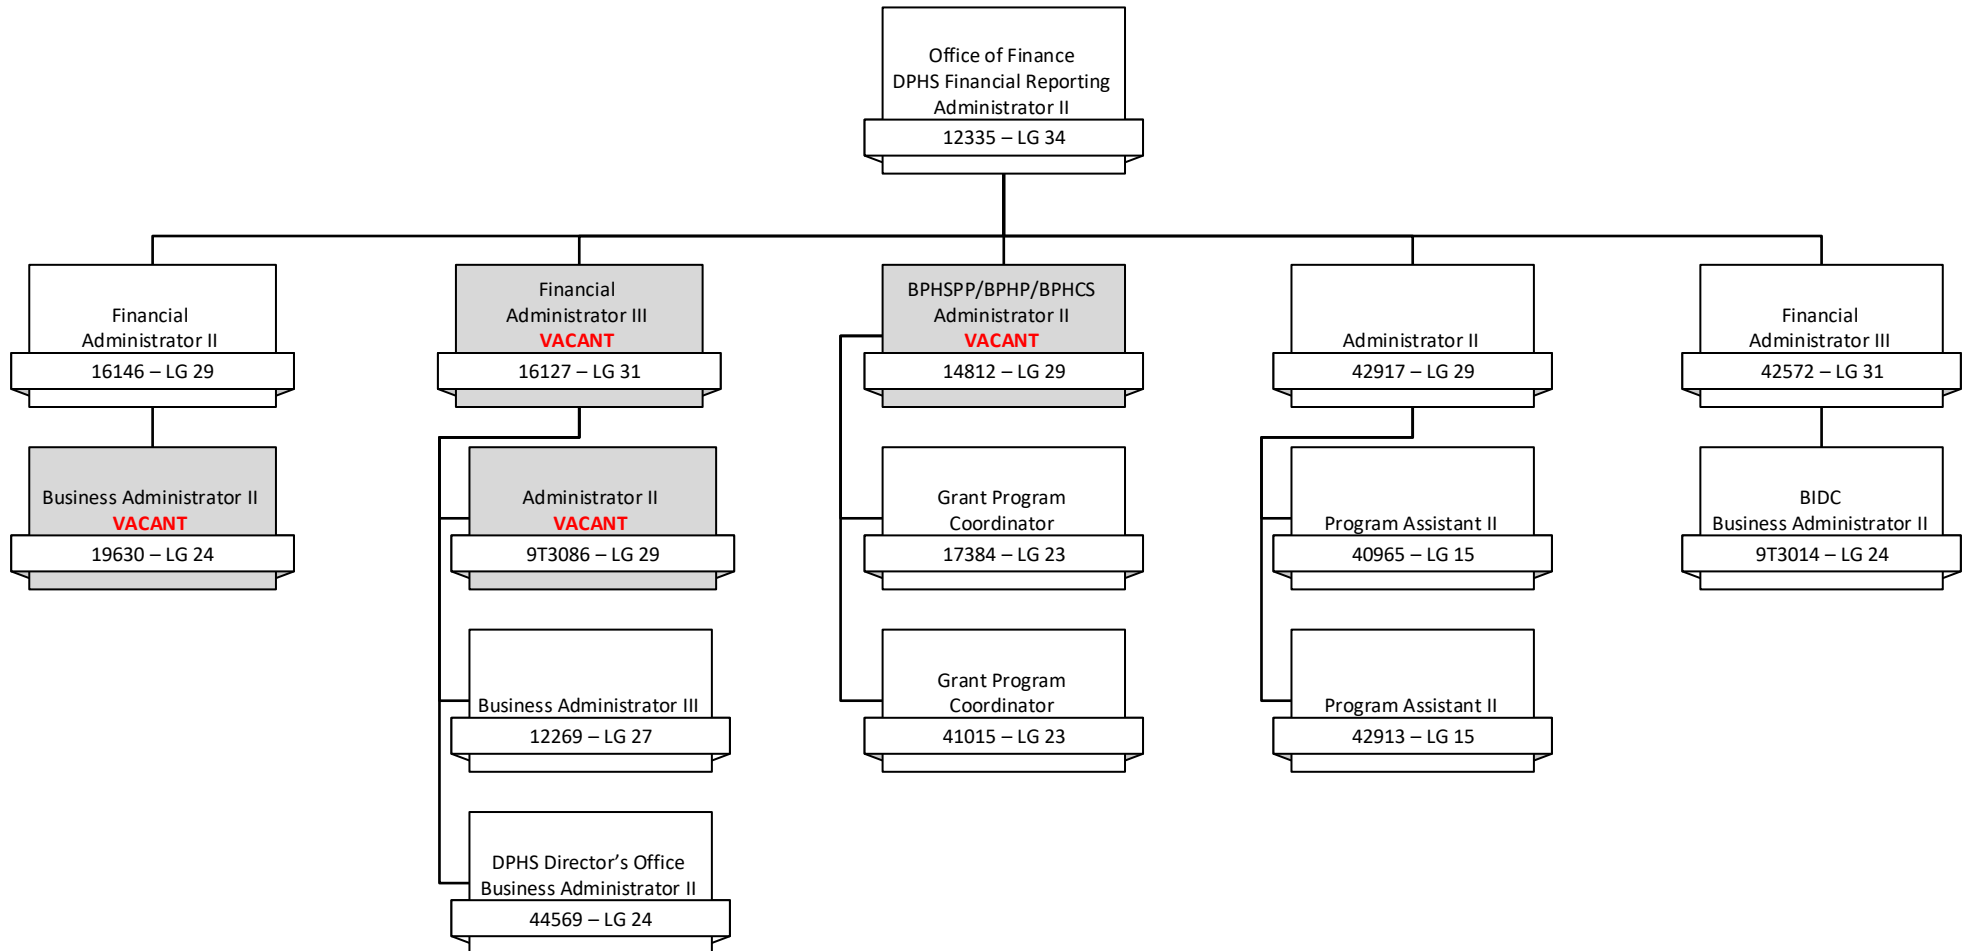 Office of Finance
DPHS Financial Reporting
Administrator II
12335 – LG 34
Financial
Administrator II
16146 – LG 29
Financial
Administrator III
VACANT
16127 – LG 31
BPHSPP/BPHP/BPHCS
Administrator II
VACANT
14812 – LG 29
Administrator II
42917 – LG 29
Financial
Administrator III
42572 – LG 31
Business Administrator II
VACANT
19630 – LG 24
Administrator II
VACANT
9T3086 – LG 29
Grant Program
Coordinator
17384 – LG 23
Program Assistant II
40965 – LG 15
BIDC
Business Administrator II
9T3014 – LG 24
Business Administrator III
12269 – LG 27
Grant Program
Coordinator
41015 – LG 23
Program Assistant II
42913 – LG 15
DPHS Director’s Office
Business Administrator II
44569 – LG 24